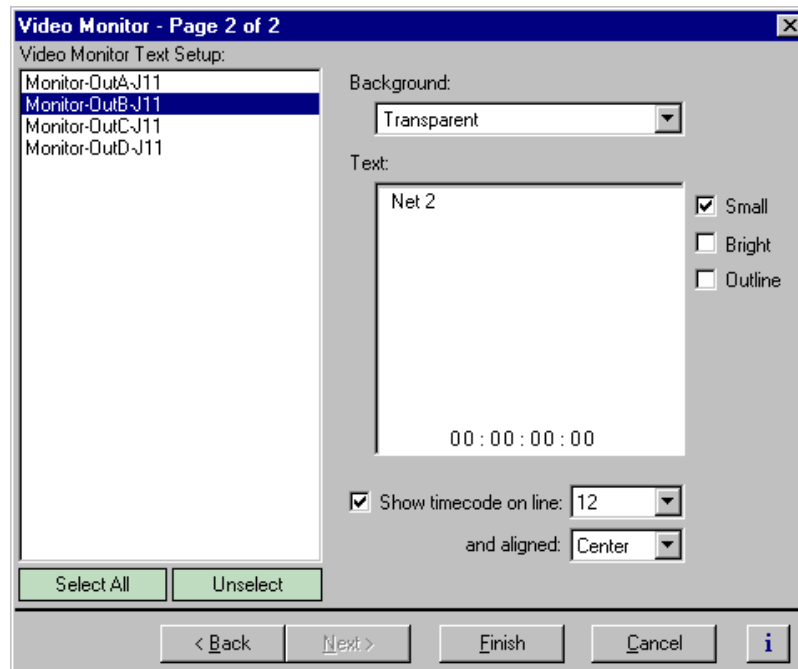 Video Monitor - Page 2 of 2
Video Monitor Text Setup:
Monitor-OutA-J11
Monitor-OutB-J11
Monitor-OutC-J11
Monitor-OutD-J11
Select All
Unselect
Background:
Transparent
Text:
Net 2
00:00:00:00
Small
Bright
Outline
Show timecode on line: 12
and aligned: Center
< Back
Next >
Finish
Cancel
i